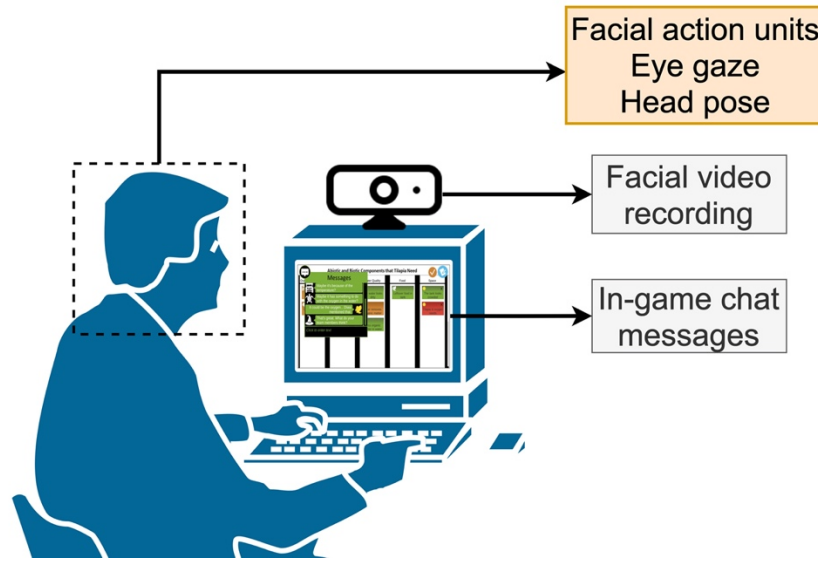 Facial action units
Eye gaze
Head pose
Facial video
recording
Abiotic and Biotic Components that Tilapia Need
Messages
In-game chat
messages